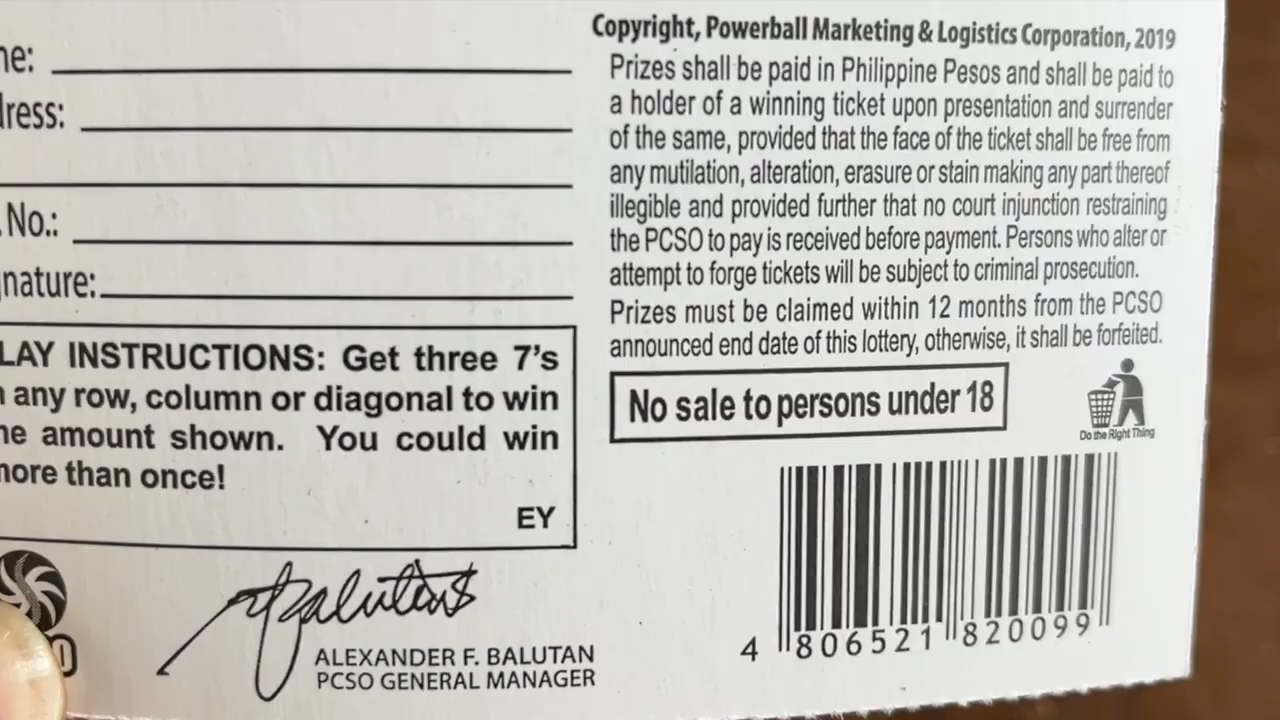 ne:
dress:
No.:
nature:
LAY INSTRUCTIONS: Get three 7's
any row, column or diagonal to win
he amount shown. You could win
more than once!
EY
ALEXANDER F. BALUTAN
PCSO GENERAL MANAGER
Copyright, Powerball Marketing & Logistics Corporation, 2019
Prizes shall be paid in Philippine Pesos and shall be paid to
a holder of a winning ticket upon presentation and surrender
of the same, provided that the face of the ticket shall be free from
any mutilation, alteration, erasure or stain making any part thereof
illegible and provided further that no court injunction restraining
the PCSO to pay is received before payment. Persons who alter or
attempt to forge tickets will be subject to criminal prosecution.
Prizes must be claimed within 12 months from the PCSO
announced end date of this lottery, otherwise, it shall be forfeited.
No sale to persons under 18
Do the Right Thing
4 806521 820099